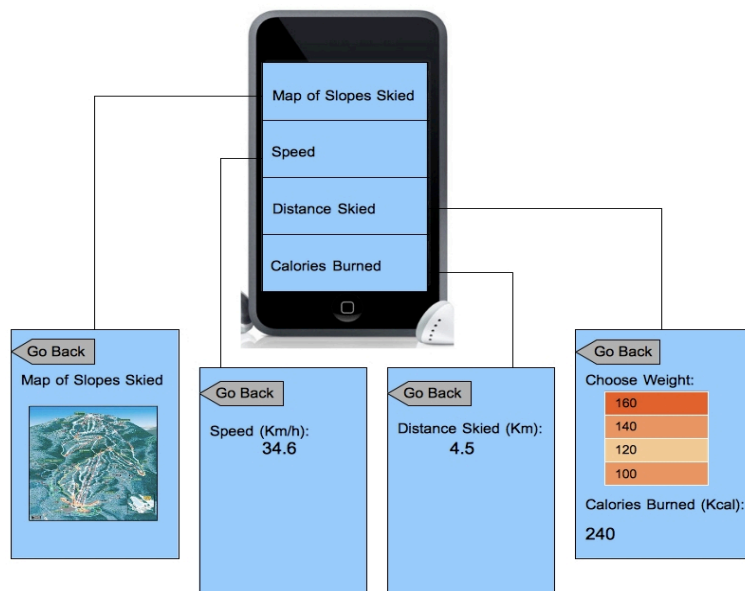 Map of Slopes Skied
Speed
Distance Skied
Calories Burned
Go Back
Map of Slopes Skied
Go Back
Speed (Km/h):
34.6
Go Back
Distance Skied (Km):
4.5
Go Back
Choose Weight:
160
140
120
100
Calories Burned (Kcal):
240